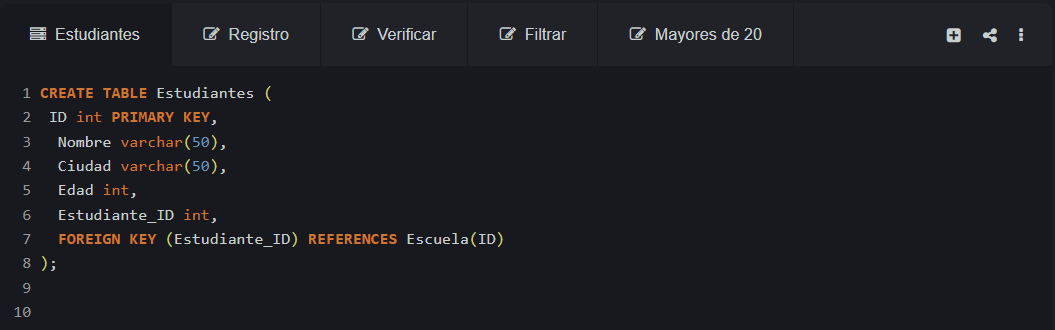 Estudiantes Registro Verificar Filtrar Mayores de 20
1 CREATE TABLE Estudiantes (
2 ID int PRIMARY KEY,
3 Nombre varchar(50),
4 Ciudad varchar(50),
5 Edad int,
6 Estudiante_ID int,
7 FOREIGN KEY (Estudiante_ID) REFERENCES Escuela(ID)
8 );
9
10